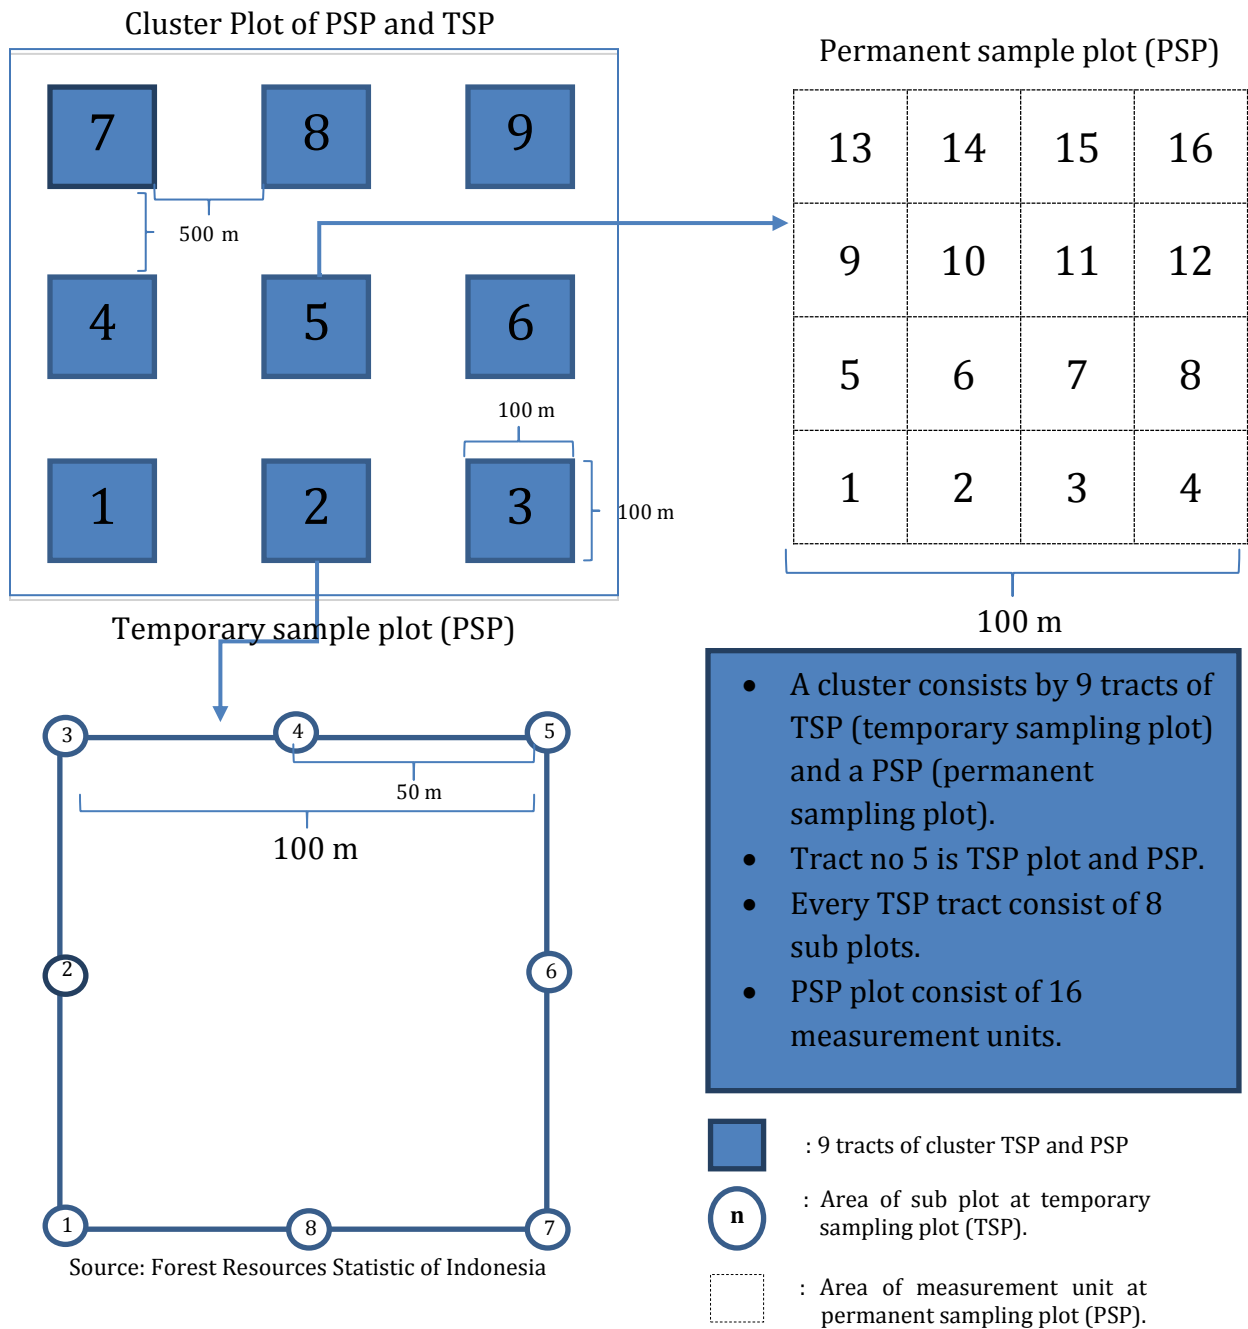 Cluster Plot of PSP and TSP
7
8
9
500 m
4
5
6
100 m
1
2
3
100 m
Permanent sample plot (PSP)
13 14 15 16
9 10 11 12
5 6 7 8
1 2 3 4
100 m
Temporary sample plot (PSP)
3
4
5
50 m
100 m
2
6
1
8
7
Source: Forest Resources Statistic of Indonesia
• A cluster consists by 9 tracts of
TSP (temporary sampling plot)
and a PSP (permanent
sampling plot).
• Tract no 5 is TSP plot and PSP.
• Every TSP tract consist of 8
sub plots.
• PSP plot consist of 16
measurement units.
: 9 tracts of cluster TSP and PSP
n
: Area of sub plot at temporary
sampling plot (TSP).
: Area of measurement unit at
permanent sampling plot (PSP).